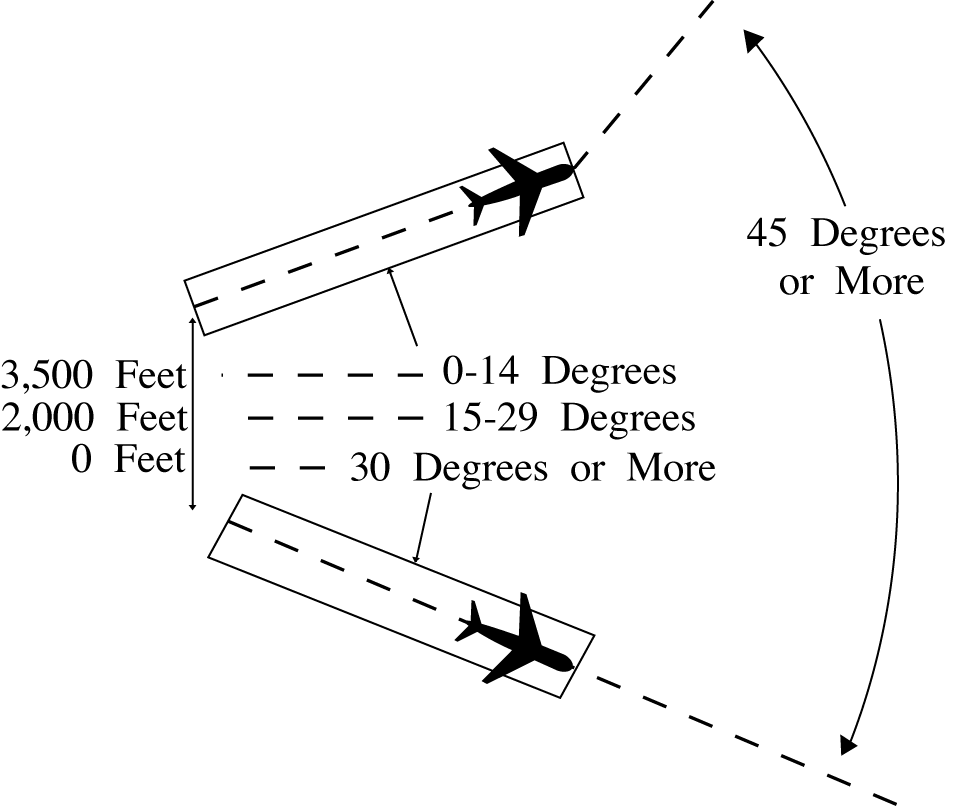 45 Degrees
or More
3,500 Feet 0-14 Degrees
2,000 Feet 15-29 Degrees
0 Feet 30 Degrees or More